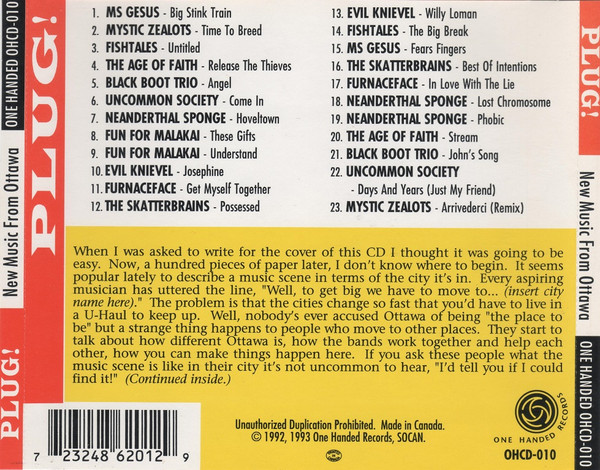 PLUG!
New Music From Ottawa
ONE HANDED OHCD-010
PLUG!
1. MS GESUS - Big Stink Train
2. MYSTIC ZEALOTS - Time To Breed
3. FISHTALES - Untitled
4. THE AGE OF FAITH - Release The Thieves
5. BLACK BOOT TRIO - Angel
6. UNCOMMON SOCIETY - Come In
7. NEANDERTHAL SPONGE - Hoveltown
8. FUN FOR MALAKAI - These Gifts
9. FUN FOR MALAKAI - Understand
10. EVIL KNIEVEL - Josephine
11. FURNACEFACE - Get Myself Together
12. THE SKATTERBRAINS - Possessed
13. EVIL KNIEVEL - Willy Loman
14. FISHTALES - The Big Break
15. MS GESUS - Fears Fingers
16. THE SKATTERBRAINS - Best Of Intentions
17. FURNACEFACE - In Love With The Lie
18. NEANDERTHAL SPONGE - Lost Chromosome
19. NEANDERTHAL SPONGE - Phobic
20. THE AGE OF FAITH - Stream
21. BLACK BOOT TRIO - John's Song
22. UNCOMMON SOCIETY
- Days And Years (Just My Friend)
23. MYSTIC ZEALOTS - Arrivederci (Remix)
When I was asked to write for the cover of this CD I thought it was going to be
easy. Now, a hundred pieces of paper later, I don't know where to begin. It seems
popular lately to describe a music scene in terms of the city it's in. Every aspiring
musician has uttered the line, "Well, to get big we have to move to... (insert city
name here)." The problem is that the cities change so fast that you'd have to live in
a U-Haul to keep up. Well, nobody's ever accused Ottawa of being "the place to
be" but a strange thing happens to people who move to other places. They start to
talk about how different Ottawa is, how the bands work together and help each
other, how you can make things happen here. If you ask these people what the
music scene is like in their city it's not uncommon to hear, "I'd tell you if I could
find it!" (Continued inside.)
7 23248 62012 9
Unauthorized Duplication Prohibited. Made in Canada.
© 1992, 1993 One Handed Records, SOCAN.
ONE HANDED RECORDS
OHCD-010
PLUG!
New Music From Ottawa
ONE HANDED OHCD-010